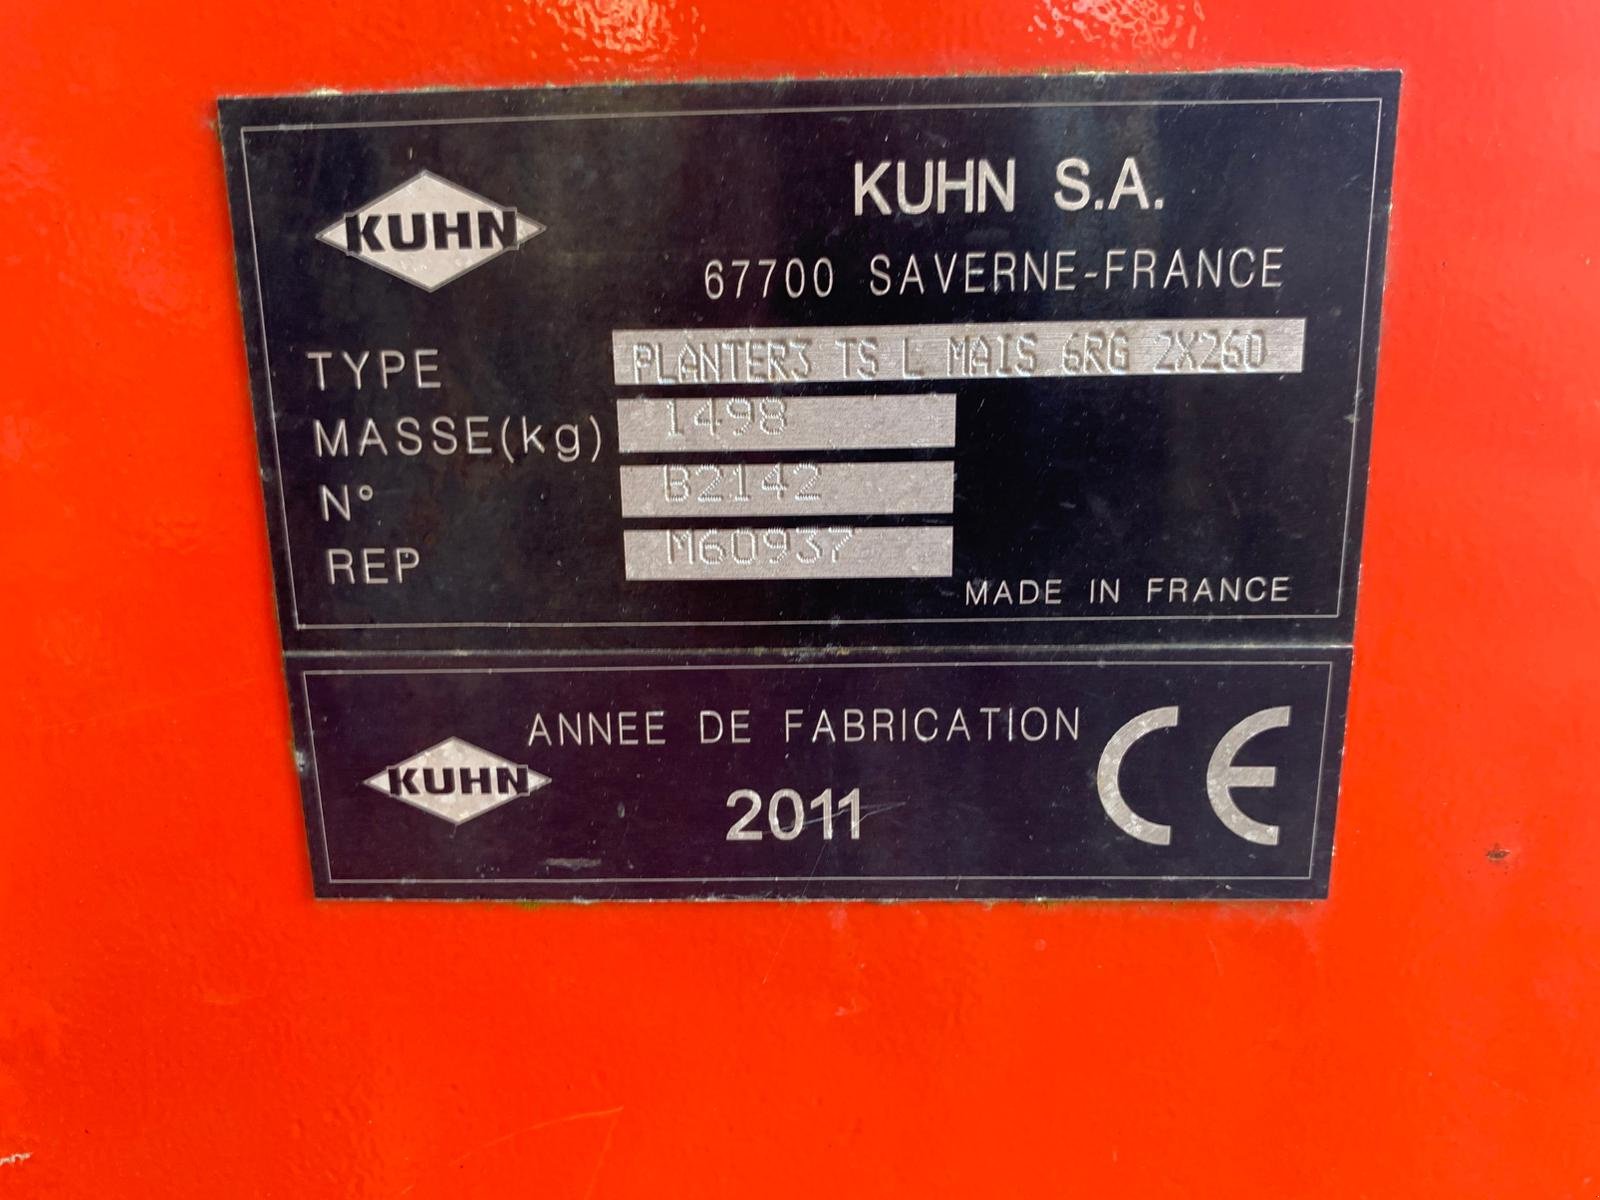 KUHN
KUHN S.A.
67700 SAVERNE-FRANCE
TYPE PLANTER3 TS L MAIS 6RG 2X260
MASSE(kg) 1498
N° B2142
REP M60937
MADE IN FRANCE
KUHN
ANNEE DE FABRICATION
2011
CE